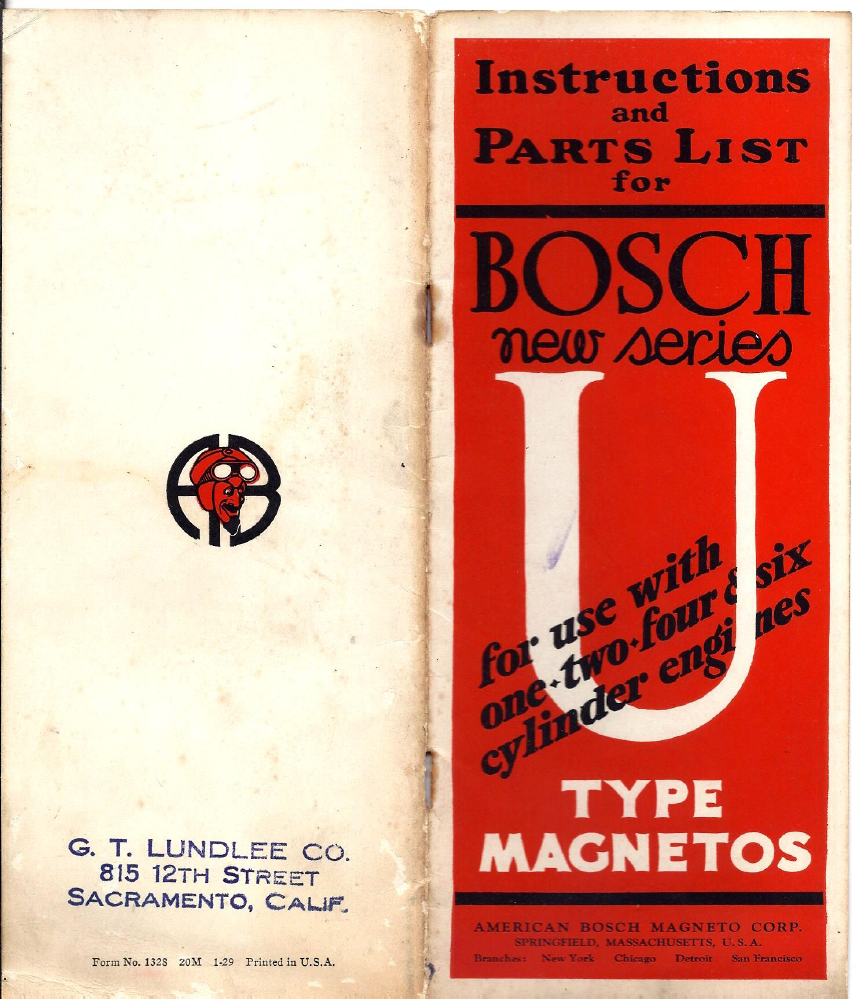 Instructions
and
PARTS LIST
for
BOSCH
new series
U
for use with
one-two-four & six
cylinder engines
TYPE
MAGNETOS
AMERICAN BOSCH MAGNETO CORP.
SPRINGFIELD, MASSACHUSETTS, U.S.A.
Branches: New York Chicago Detroit San Francisco
AB
G. T. LUNDLEE CO.
815 12TH STREET
SACRAMENTO, CALIF.
Form No. 1328 20M 1-29 Printed in U.S.A.